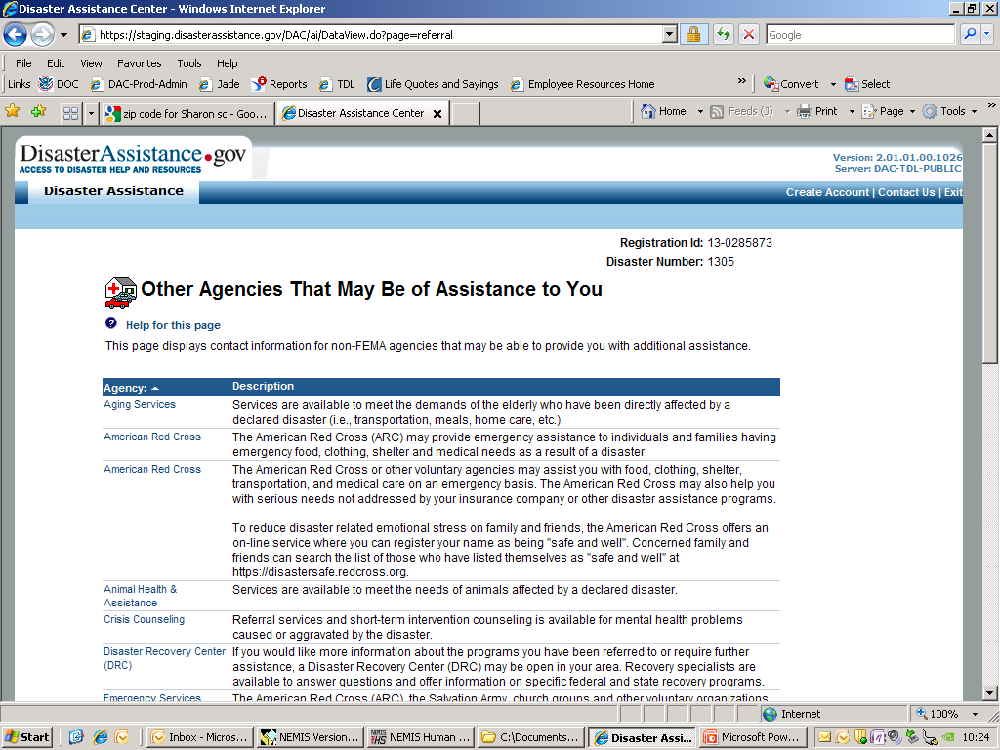 Disaster Assistance Center - Windows Internet Explorer
https://staging.disasterassistance.gov/DAC/ai/DataView.do?page=referral
Google
File Edit View Favorites Tools Help
Links DOC DAC-Prod-Admin Jade Reports TDL Life Quotes and Sayings Employee Resources Home » Convert Select
zip code for Sharon sc - Goo... Disaster Assistance Center Home Feeds (J) Print Page Tools »
DisasterAssistance.gov
ACCESS TO DISASTER HELP AND RESOURCES
Version: 2.01.01.00.1026
Server: DAC-TDL-PUBLIC
Disaster Assistance
Create Account | Contact Us | Exit
Registration Id: 13-0285873
Disaster Number: 1305
Other Agencies That May Be of Assistance to You
? Help for this page
This page displays contact information for non-FEMA agencies that may be able to provide you with additional assistance.
Agency: Description
Aging Services
Services are available to meet the demands of the elderly who have been directly affected by a
declared disaster (i.e., transportation, meals, home care, etc.).
American Red Cross
The American Red Cross (ARC) may provide emergency assistance to individuals and families having
emergency food, clothing, shelter and medical needs as a result of a disaster.
American Red Cross
The American Red Cross or other voluntary agencies may assist you with food, clothing, shelter,
transportation, and medical care on an emergency basis. The American Red Cross may also help you
with serious needs not addressed by your insurance company or other disaster assistance programs.
To reduce disaster related emotional stress on family and friends, the American Red Cross offers an
on-line service where you can register your name as being "safe and well". Concerned family and
friends can search the list of those who have listed themselves as "safe and well" at
https://disastersafe.redcross.org.
Animal Health &
Assistance
Services are available to meet the needs of animals affected by a declared disaster.
Crisis Counseling
Referral services and short-term intervention counseling is available for mental health problems
caused or aggravated by the disaster.
Disaster Recovery Center
(DRC)
If you would like more information about the programs you have been referred to or require further
assistance, a Disaster Recovery Center (DRC) may be open in your area. Recovery specialists are
available to answer questions and offer information on specific federal and state recovery programs.
Emergency Services
The American Red Cross (ARC), the Salvation Army, church groups and other voluntary organizations
Internet 100%
Start Inbox - Micros... NEMIS Version... NEMIS Human ... C:\Documents... Disaster Assi... Microsoft Pow... 10:24